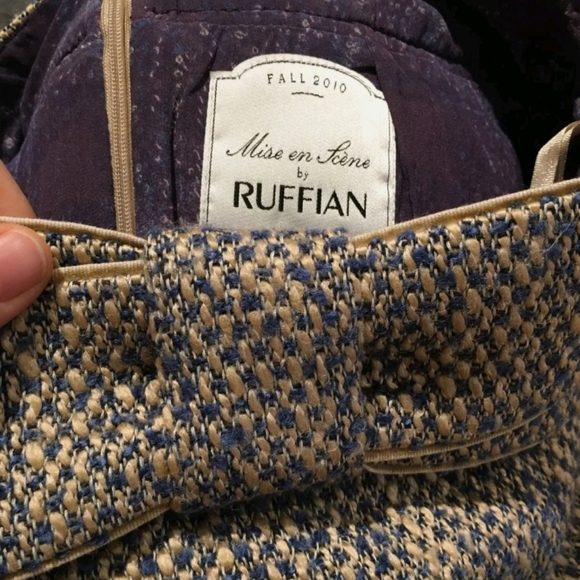 FALL 2010
Mise en Scène
by
RUFFIAN